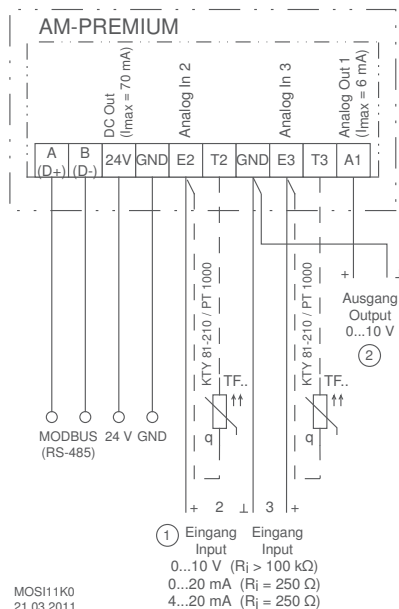 AM-PREMIUM
DC Out
(Imax = 70 mA)
Analog In 2
Analog In 3
Analog Out 1
(Imax = 6 mA)
A
(D+)
B
(D-)
24V
GND
E2
T2
GND
E3
T3
A1
+ -
Ausgang
Output
0...10 V
2
KTY 81-210 / PT 1000
KTY 81-210 / PT 1000
TF..
TF..
q
q
MODBUS 24 V GND
(RS-485)
+ 2 ⊥ 3 +
1 Eingang Eingang
Input Input
0...10 V (Ri > 100 kΩ)
0...20 mA (Ri = 250 Ω)
4...20 mA (Ri = 250 Ω)
MOSI11K0
21.03.2011